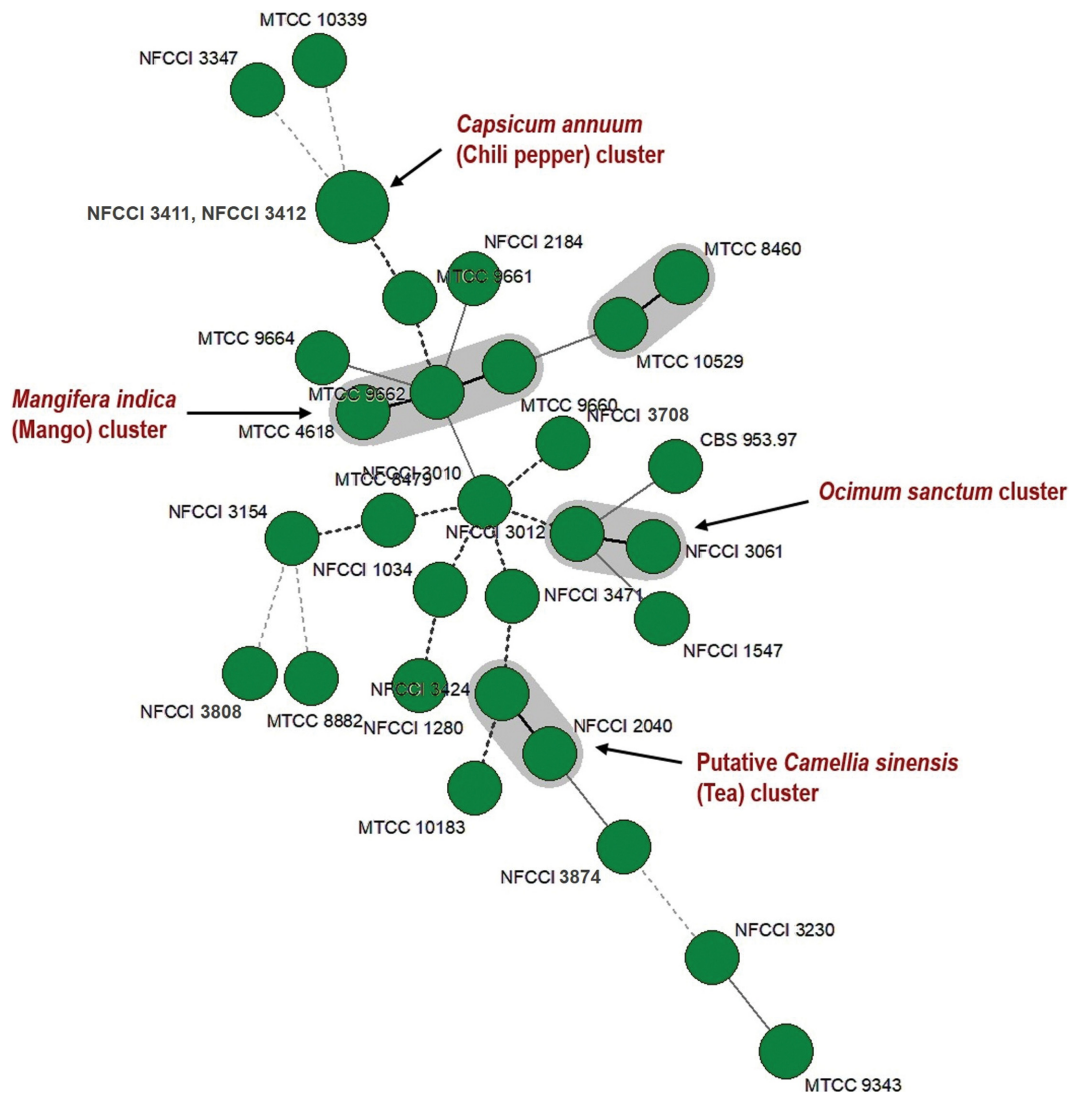 MTCC 10339
NFCCI 3347
Capsicum annuum
(Chili pepper) cluster
NFCCI 3411, NFCCI 3412
NFCCI 2184
MTCC 8460
MTCC 9661
MTCC 9664
MTCC 10529
MTCC 9662
Mangifera indica
(Mango) cluster
MTCC 9660
MTCC 4618
NFCCI 3708
CBS 953.97
NFCCI 3010
MTCC 8479
Ocimum sanctum cluster
NFCCI 3154
NFCCI 3012
NFCCI 3061
NFCCI 1034
NFCCI 3471
NFCCI 1547
NFCCI 3424
NFCCI 3808
MTCC 8882
NFCCI 1280
NFCCI 2040
Putative Camellia sinensis
(Tea) cluster
MTCC 10183
NFCCI 3874
NFCCI 3230
MTCC 9343